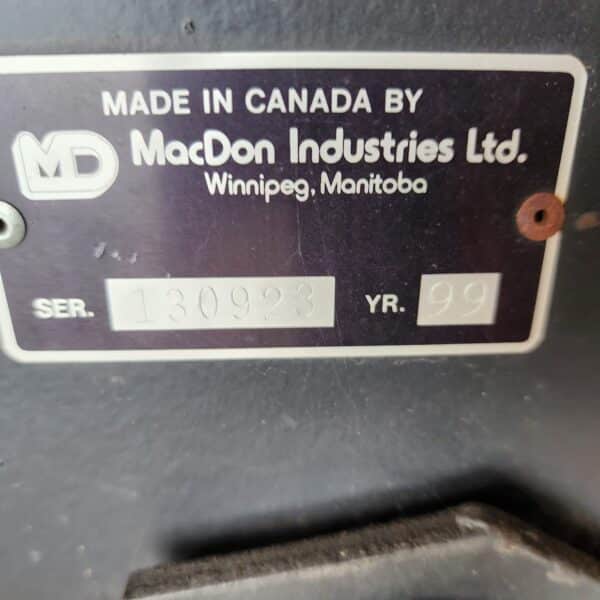 MADE IN CANADA BY
MD MacDon Industries Ltd.
Winnipeg, Manitoba
SER. 130923 YR. 99